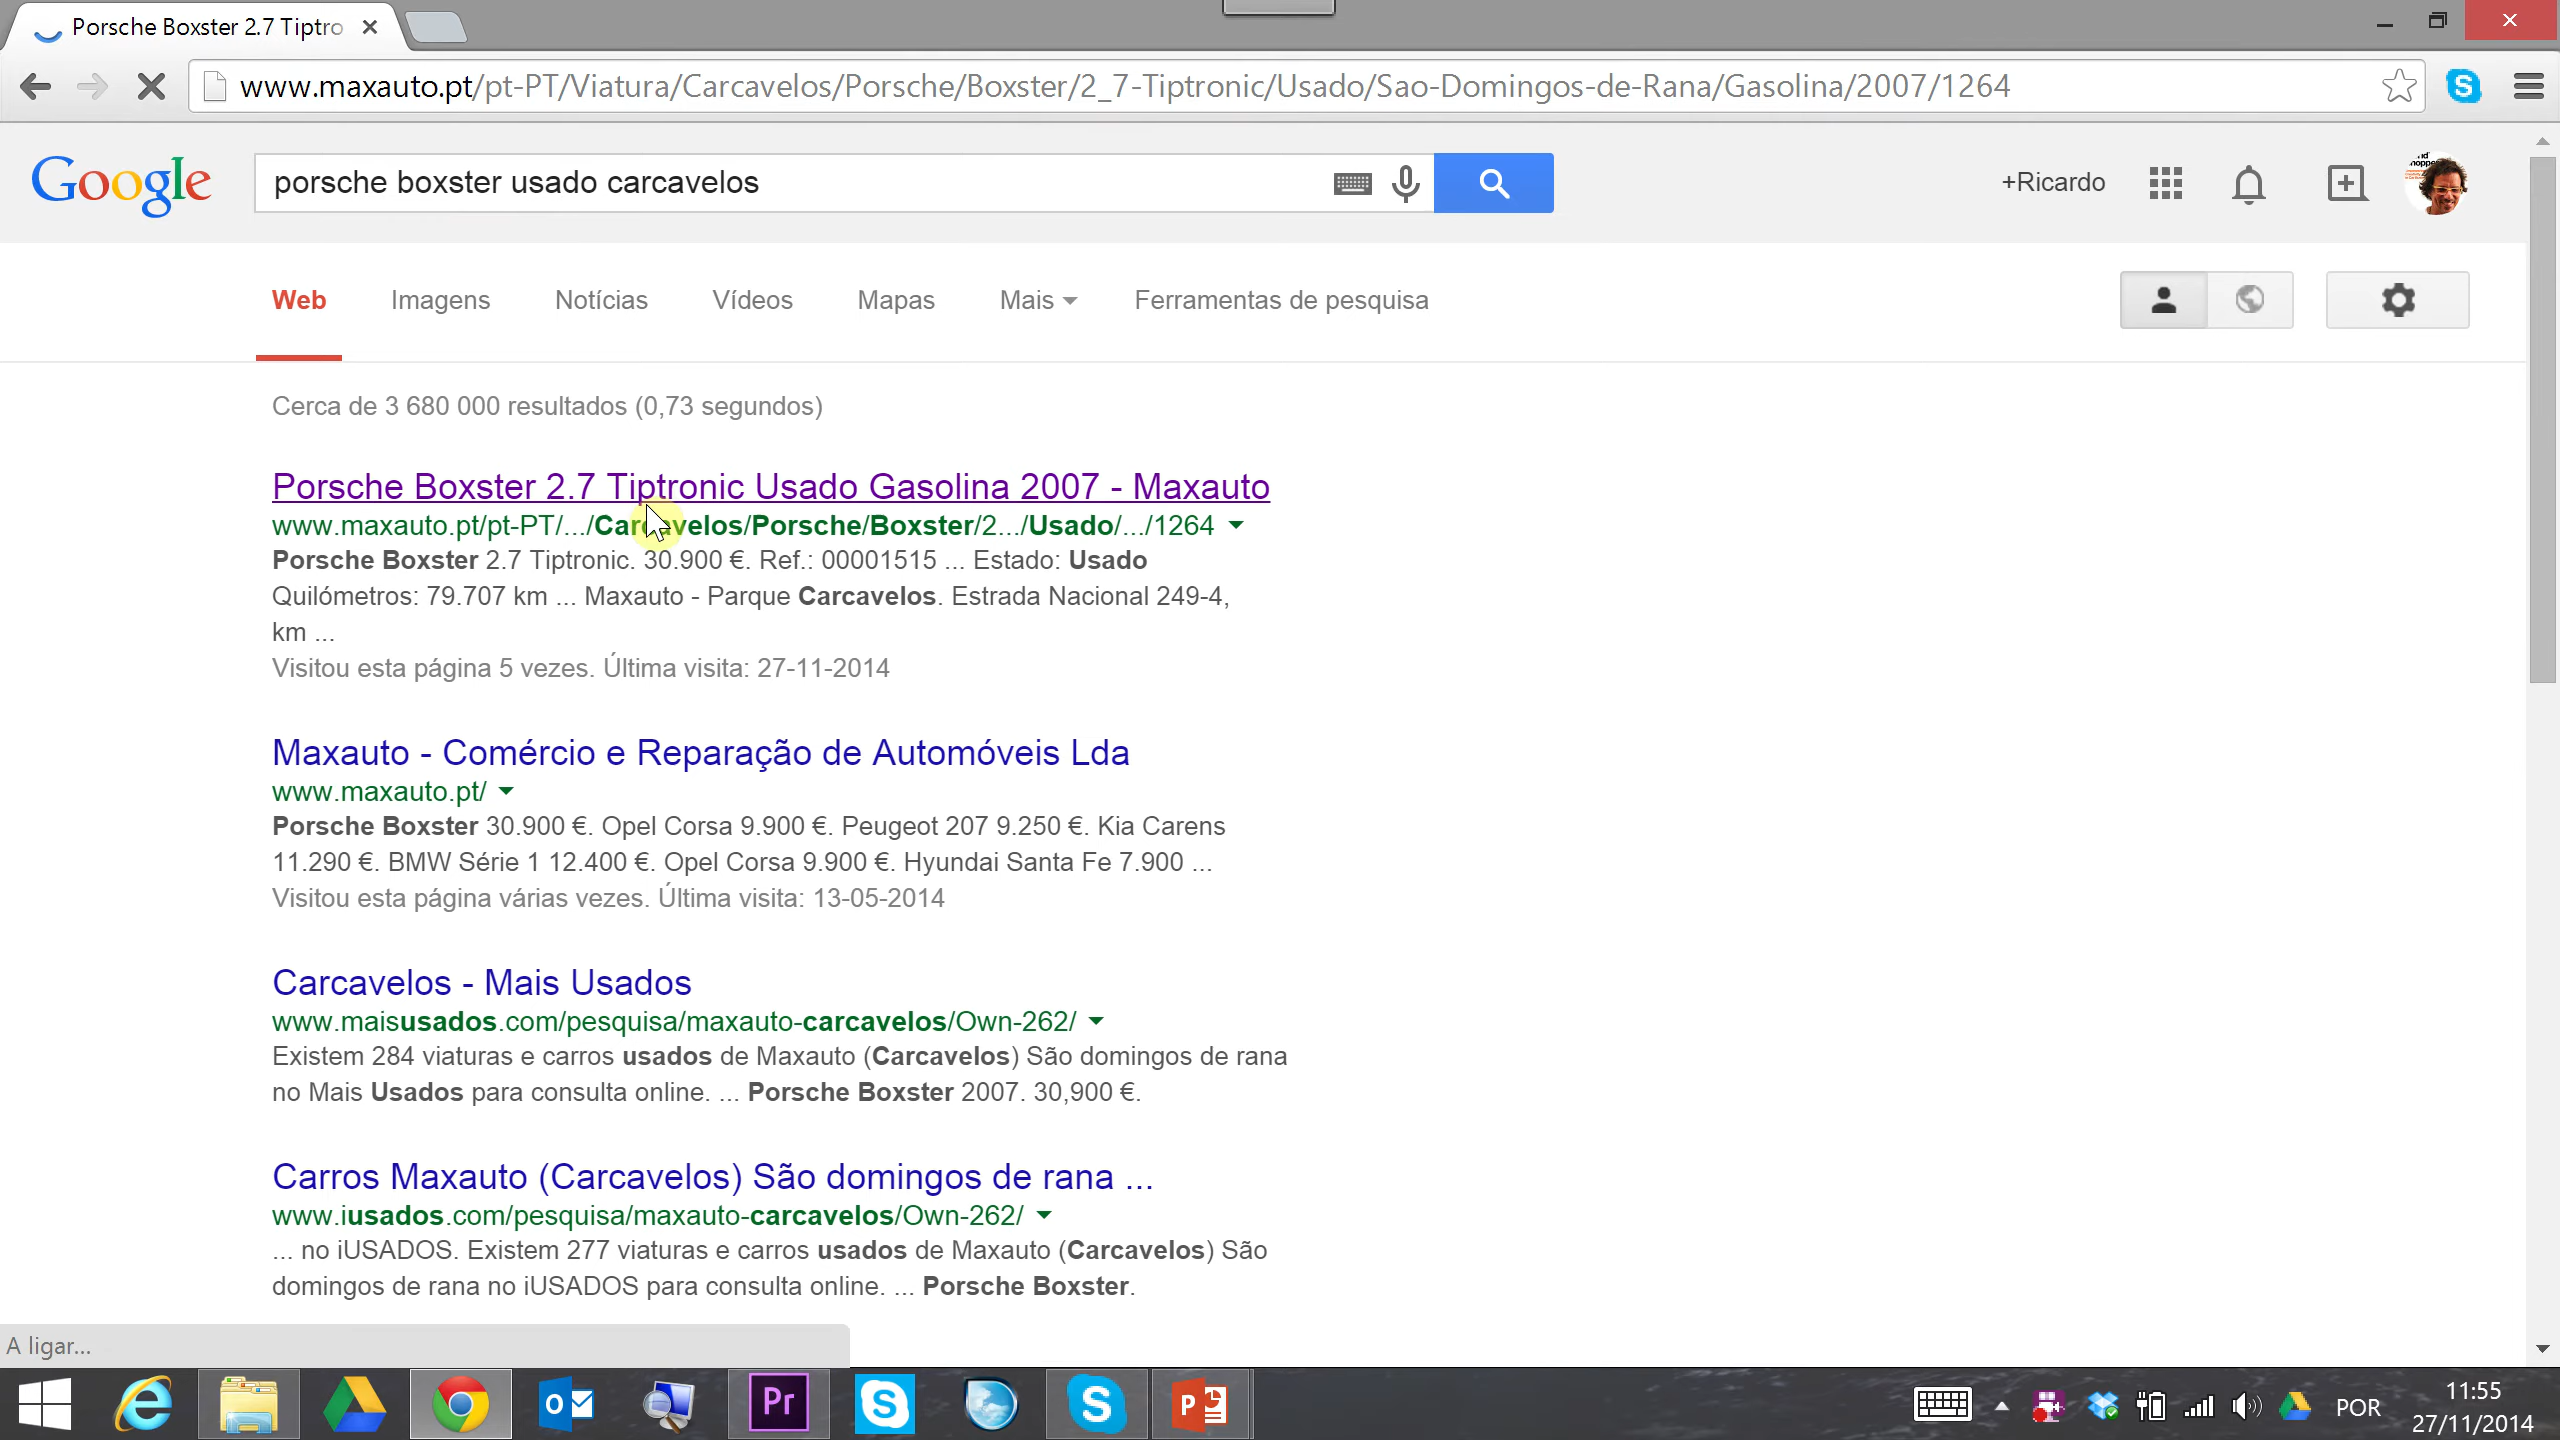 Porsche Boxster 2.7 Tiptro
www.maxauto.pt/pt-PT/Viatura/Carcavelos/Porsche/Boxster/2_7-Tiptronic/Usado/Sao-Domingos-de-Rana/Gasolina/2007/1264
Google
porsche boxster usado carcavelos
+Ricardo
Web Imagens Notícias Vídeos Mapas Mais Ferramentas de pesquisa
Cerca de 3 680 000 resultados (0,73 segundos)
Porsche Boxster 2.7 Tiptronic Usado Gasolina 2007 - Maxauto
www.maxauto.pt/pt-PT/.../Carcavelos/Porsche/Boxster/2.../Usado/.../1264
Porsche Boxster 2.7 Tiptronic. 30.900 €. Ref.: 00001515 ... Estado: Usado
Quilómetros: 79.707 km ... Maxauto - Parque Carcavelos. Estrada Nacional 249-4,
km ...
Visitou esta página 5 vezes. Última visita: 27-11-2014
Maxauto - Comércio e Reparação de Automóveis Lda
www.maxauto.pt/
Porsche Boxster 30.900 €. Opel Corsa 9.900 €. Peugeot 207 9.250 €. Kia Carens
11.290 €. BMW Série 1 12.400 €. Opel Corsa 9.900 €. Hyundai Santa Fe 7.900 ...
Visitou esta página várias vezes. Última visita: 13-05-2014
Carcavelos - Mais Usados
www.maisusados.com/pesquisa/maxauto-carcavelos/Own-262/
Existem 284 viaturas e carros usados de Maxauto (Carcavelos) São domingos de rana
no Mais Usados para consulta online. ... Porsche Boxster 2007. 30,900 €.
Carros Maxauto (Carcavelos) São domingos de rana ...
www.iusados.com/pesquisa/maxauto-carcavelos/Own-262/
... no iUSADOS. Existem 277 viaturas e carros usados de Maxauto (Carcavelos) São
domingos de rana no iUSADOS para consulta online. ... Porsche Boxster.
A ligar...
Pr
POR
11:55
27/11/2014